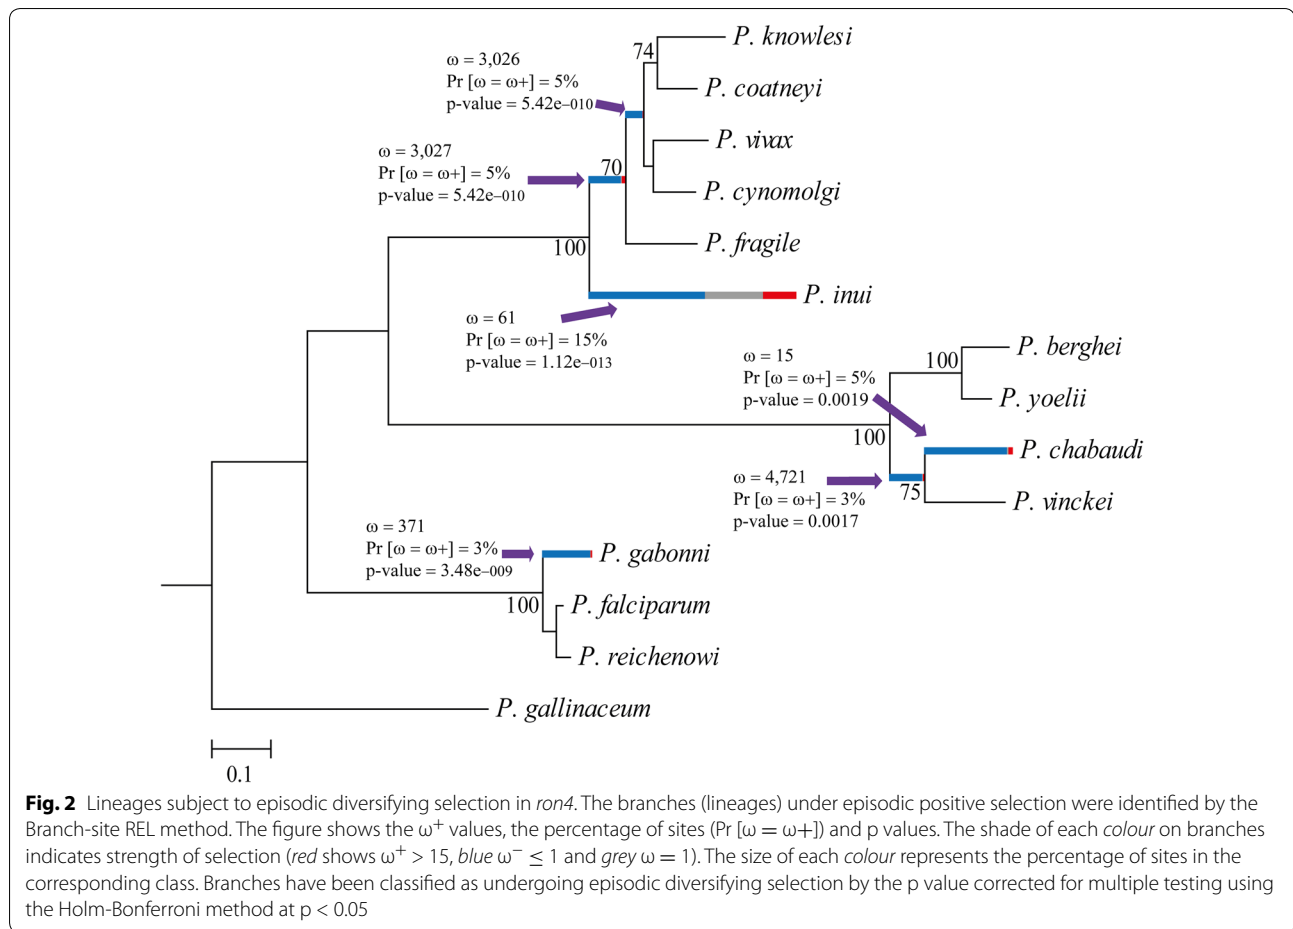 P. knowlesi
74
ω = 3,026
Pr [ω = ω+] = 5%
p-value = 5.42e–010
P. coatneyi
P. vivax
ω = 3,027
Pr [ω = ω+] = 5%
p-value = 5.42e–010
70
P. cynomolgi
P. fragile
100
P. inui
ω = 61
Pr [ω = ω+] = 15%
p-value = 1.12e–013
P. berghei
100
ω = 15
Pr [ω = ω+] = 5%
p-value = 0.0019
P. yoelii
100
P. chabaudi
ω = 4,721
Pr [ω = ω+] = 3%
p-value = 0.0017
75
P. vinckei
ω = 371
Pr [ω = ω+] = 3%
p-value = 3.48e–009
P. gabonni
100
P. falciparum
P. reichenowi
P. gallinaceum
0.1
Fig. 2 Lineages subject to episodic diversifying selection in ron4. The branches (lineages) under episodic positive selection were identified by the
Branch-site REL method. The figure shows the ω⁺ values, the percentage of sites (Pr [ω = ω+]) and p values. The shade of each colour on branches
indicates strength of selection (red shows ω⁺ > 15, blue ω⁻ ≤ 1 and grey ω = 1). The size of each colour represents the percentage of sites in the
corresponding class. Branches have been classified as undergoing episodic diversifying selection by the p value corrected for multiple testing using
the Holm-Bonferroni method at p < 0.05